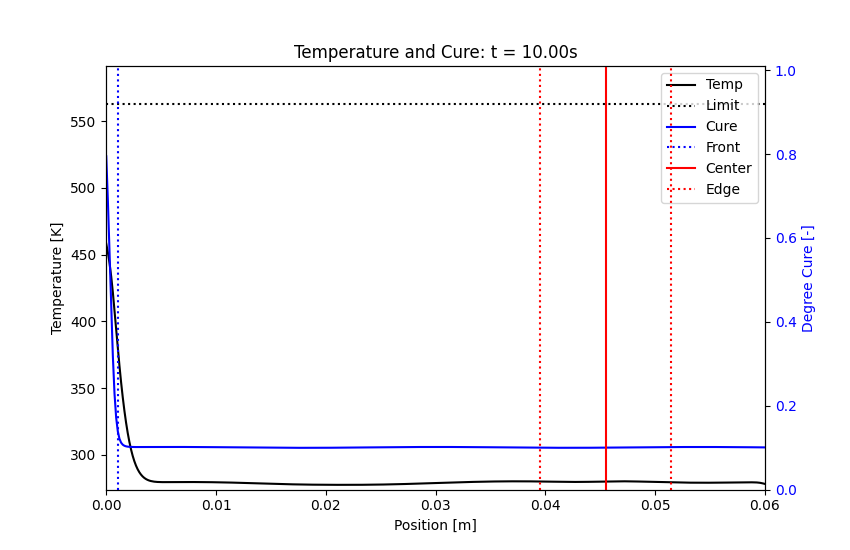 Temperature and Cure: t = 10.00s
Temp
Limit
Cure
Front
Center
Edge
550
500
450
400
350
300
Temperature [K]
1.0
0.8
0.6
0.4
0.2
0.0
Degree Cure [-]
0.00 0.01 0.02 0.03 0.04 0.05 0.06
Position [m]